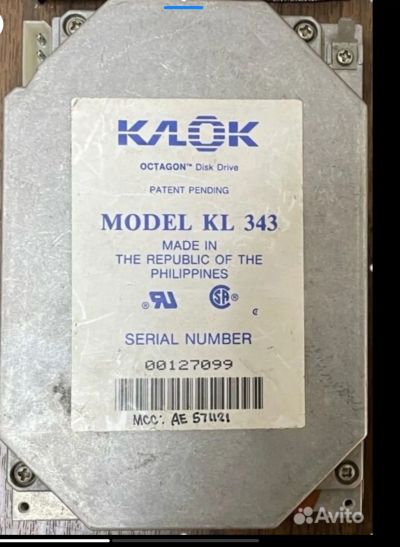 KALOK
OCTAGON™ Disk Drive
PATENT PENDING
MODEL KL 343
MADE IN
THE REPUBLIC OF THE
PHILIPPINES
SERIAL NUMBER
00127099
MCC: AE 571121
Avito